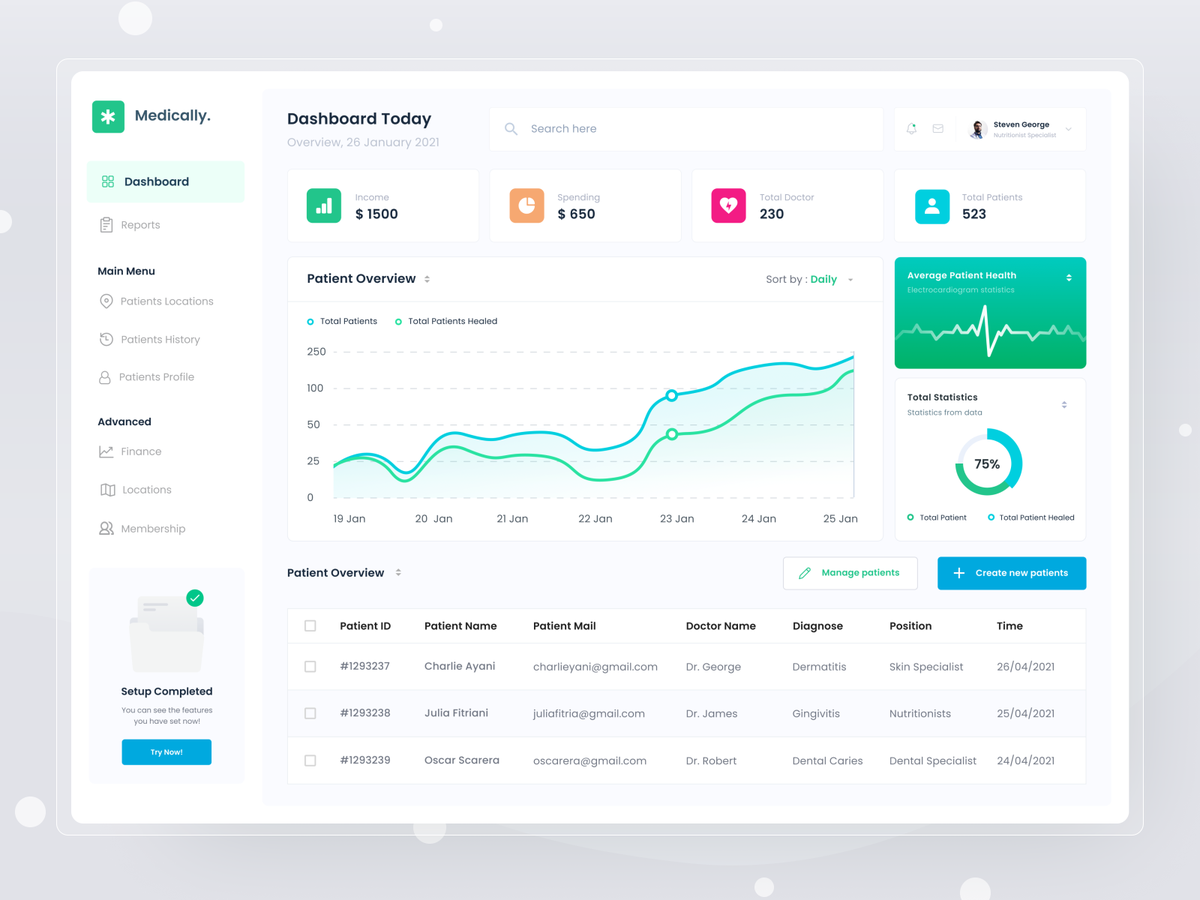 Medically.
Dashboard
Reports
Main Menu
Patients Locations
Patients History
Patients Profile
Advanced
Finance
Locations
Membership
Setup Completed
You can see the features
you have set now!
Try Now!
Dashboard Today
Overview, 26 January 2021
Search here
Steven George
Nutritionist Specialist
Income
$ 1500
Spending
$ 650
Total Doctor
230
Total Patients
523
Patient Overview
Sort by : Daily
Total Patients
Total Patients Healed
250
100
50
25
0
19 Jan
20 Jan
21 Jan
22 Jan
23 Jan
24 Jan
25 Jan
Average Patient Health
Electrocardiogram statistics
Total Statistics
Statistics from data
75%
Total Patient
Total Patient Healed
Patient Overview
Manage patients
Create new patients
Patient ID Patient Name Patient Mail Doctor Name Diagnose Position Time
#1293237 Charlie Ayani charlieyani@gmail.com Dr. George Dermatitis Skin Specialist 26/04/2021
#1293238 Julia Fitriani juliafitria@gmail.com Dr. James Gingivitis Nutritionists 25/04/2021
#1293239 Oscar Scarera oscarera@gmail.com Dr. Robert Dental Caries Dental Specialist 24/04/2021